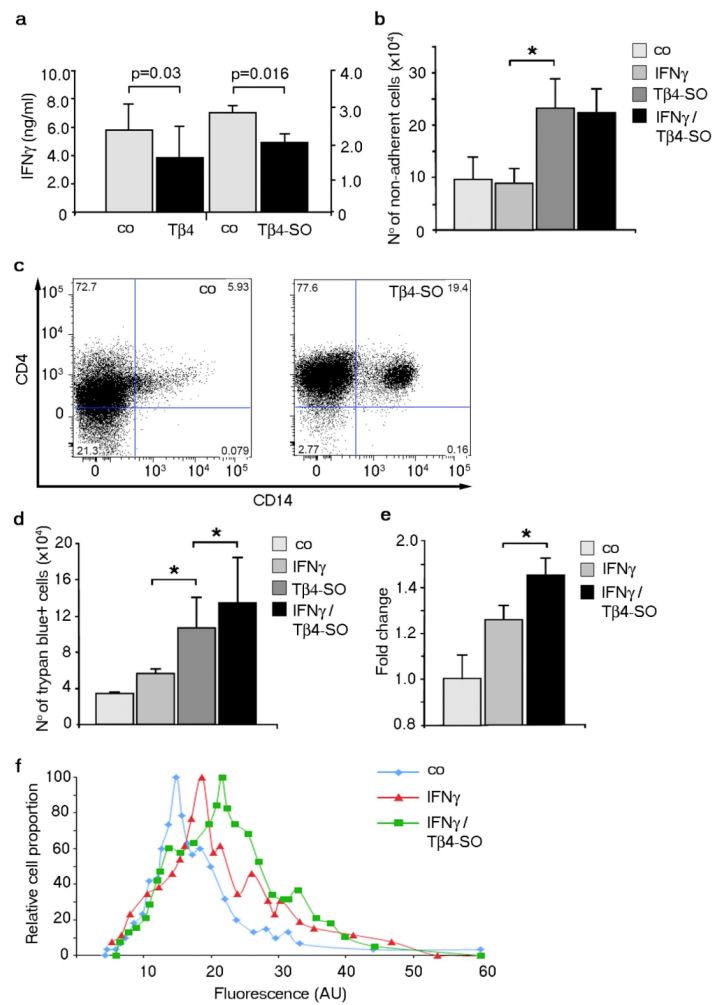 a
p=0.03
p=0.016
10.0
8.0
6.0
4.0
2.0
0
IFNγ (ng/ml)
4.0
3.0
2.0
1.0
0
co
Tβ4
co
Tβ4-SO
b
Nº of non-adherent cells (x10⁴)
30
20
10
0
*
co
IFNγ
Tβ4-SO
IFNγ /
Tβ4-SO
c
CD4
10⁵
10⁴
10³
0
72.7
co
5.93
21.3
0.079
0
10³
10⁴
10⁵
77.6
Tβ4-SO
19.4
2.77
0.16
0
10³
10⁴
10⁵
CD14
d
Nº of trypan blue+ cells (x10⁴)
20
16
12
8
4
0
*
*
co
IFNγ
Tβ4-SO
IFNγ /
Tβ4-SO
e
Fold change
2.0
1.4
1.2
1.0
0.8
*
co
IFNγ
IFNγ /
Tβ4-SO
f
Relative cell proportion
100
80
60
40
20
0
10
20
30
40
50
60
Fluorescence (AU)
co
IFNγ
IFNγ /
Tβ4-SO